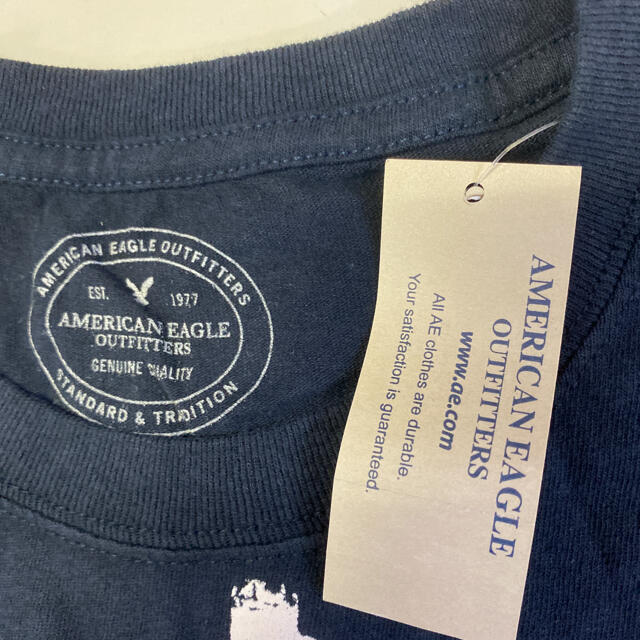 AMERICAN EAGLE OUTFITTERS
EST. 1977
AMERICAN EAGLE
OUTFITTERS
GENUINE QUALITY
STANDARD & TRADITION
AMERICAN EAGLE
OUTFITTERS
www.ae.com
All AE clothes are durable.
Your satisfaction is guaranteed.